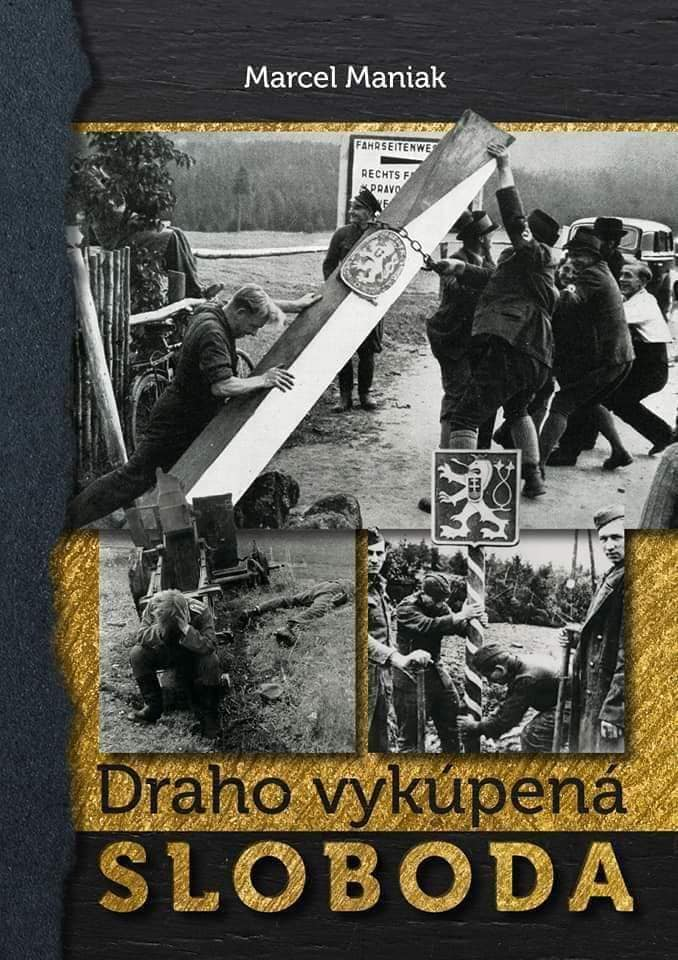 Marcel Maniak
FAHRSEITENWE
RECHTS F
PRAVO
Draho vykúpená
SLOBODA